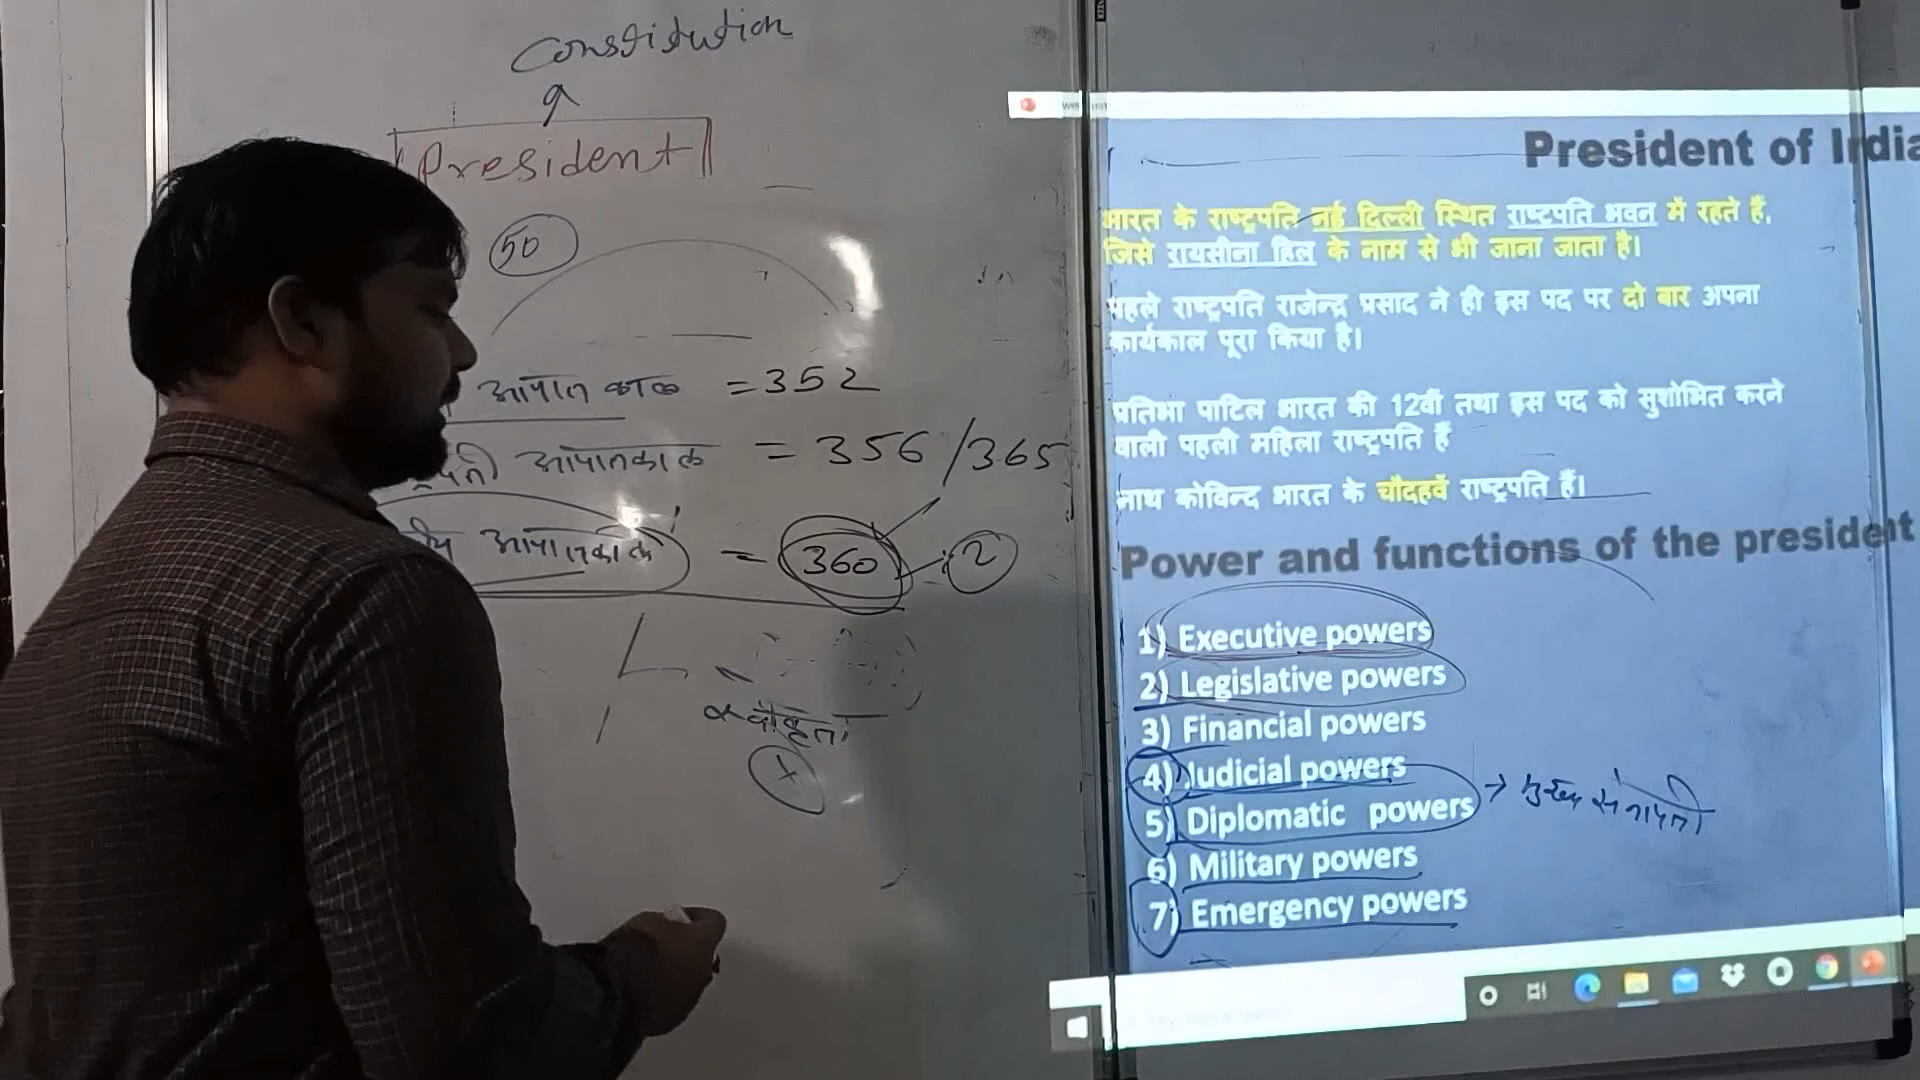 Constitution
President
50
आपात काल = 352
आपातकाल = 356 / 365
आपातकाल = 360 2
President of India
भारत के राष्ट्रपति नई दिल्ली स्थित राष्ट्रपति भवन में रहते हैं,
जिसे रायसीना हिल के नाम से भी जाना जाता है।
पहले राष्ट्रपति राजेन्द्र प्रसाद ने ही इस पद पर दो बार अपना
कार्यकाल पूरा किया है।
प्रतिभा पाटिल भारत की 12वीं तथा इस पद को सुशोभित करने
वाली पहली महिला राष्ट्रपति हैं
नाथ कोविन्द भारत के चौदहवें राष्ट्रपति हैं।
Power and functions of the president
1) Executive powers
2) Legislative powers
3) Financial powers
4) Judicial powers
5) Diplomatic powers
6) Military powers
7) Emergency powers